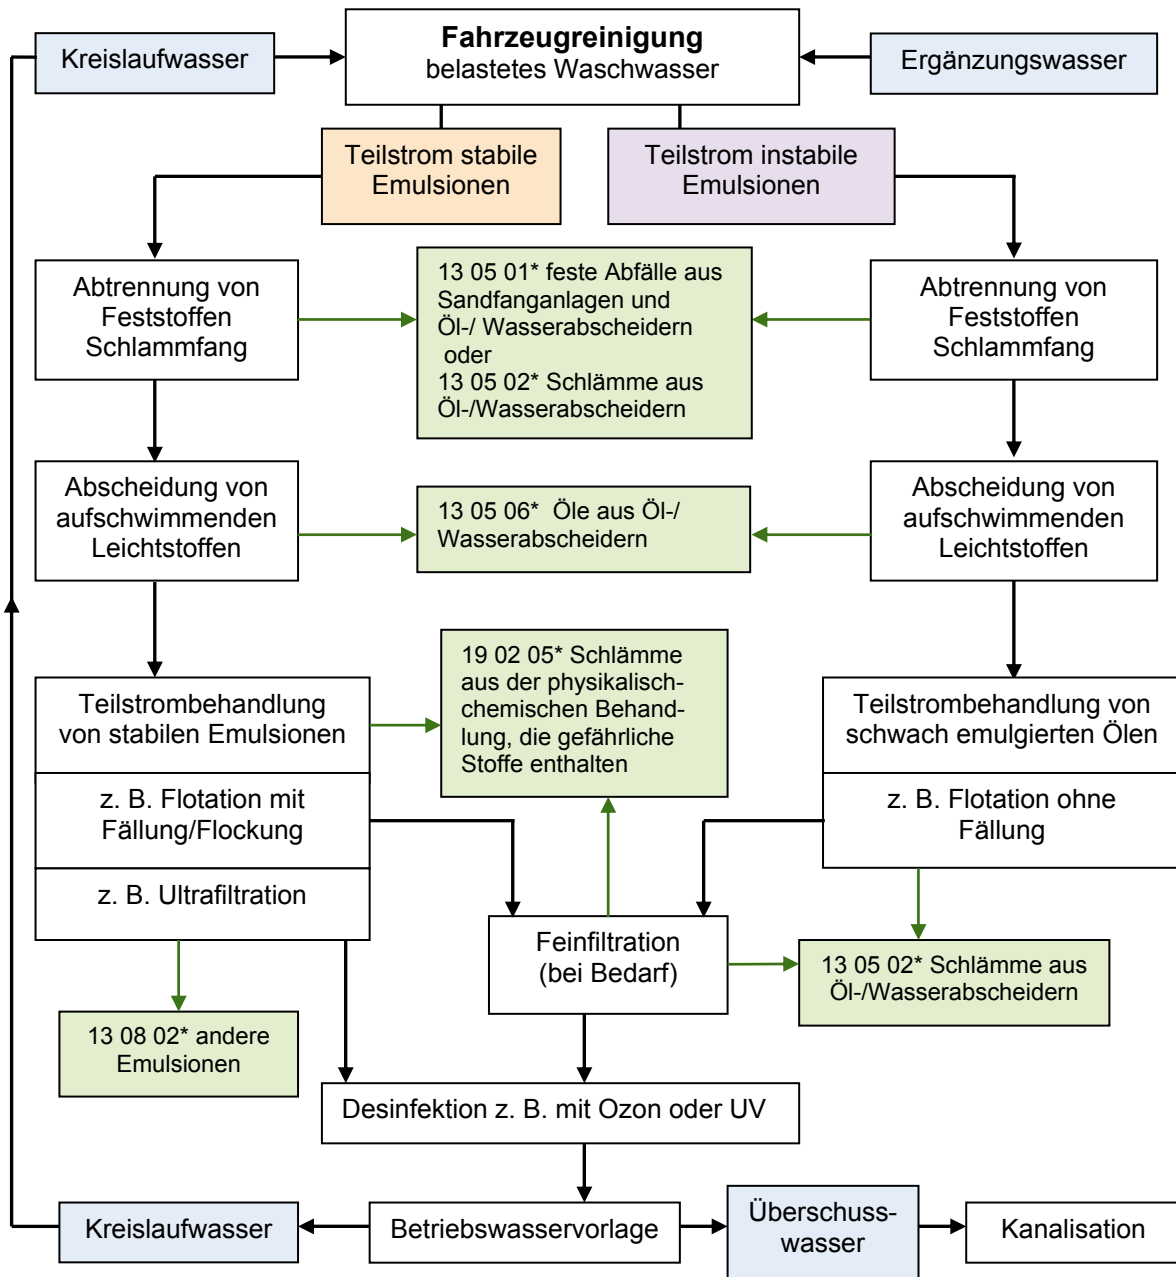 Kreislaufwasser
Fahrzeugreinigung
belastetes Waschwasser
Ergänzungswasser
Teilstrom stabile
Emulsionen
Teilstrom instabile
Emulsionen
Abtrennung von
Feststoffen
Schlammfang
13 05 01* feste Abfälle aus
Sandfanganlagen und
Öl-/ Wasserabscheidern
oder
13 05 02* Schlämme aus
Öl-/Wasserabscheidern
Abtrennung von
Feststoffen
Schlammfang
Abscheidung von
aufschwimmenden
Leichtstoffen
13 05 06* Öle aus Öl-/
Wasserabscheidern
Abscheidung von
aufschwimmenden
Leichtstoffen
Teilstrombehandlung
von stabilen Emulsionen
z. B. Flotation mit
Fällung/Flockung
z. B. Ultrafiltration
19 02 05* Schlämme
aus der physikalisch-
chemischen Behand-
lung, die gefährliche
Stoffe enthalten
Teilstrombehandlung von
schwach emulgierten Ölen
z. B. Flotation ohne
Fällung
Feinfiltration
(bei Bedarf)
13 05 02* Schlämme aus
Öl-/Wasserabscheidern
13 08 02* andere
Emulsionen
Desinfektion z. B. mit Ozon oder UV
Kreislaufwasser
Betriebswasservorlage
Überschuss-
wasser
Kanalisation